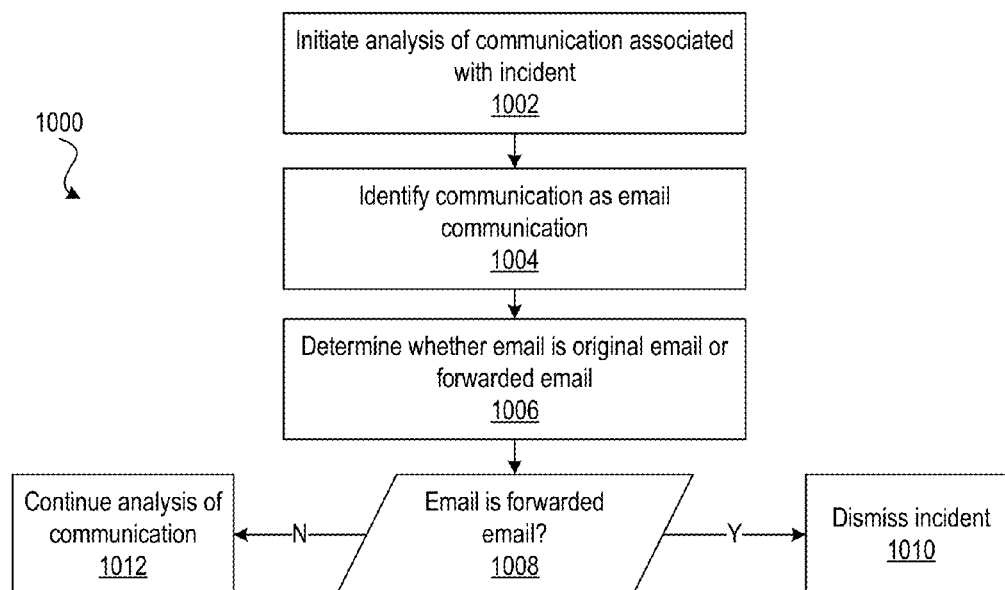 Initiate analysis of communication associated
with incident
1002
1000
Identify communication as email
communication
1004
Determine whether email is original email or
forwarded email
1006
Continue analysis of
communication
1012
N
Email is forwarded
email?
1008
Y
Dismiss incident
1010